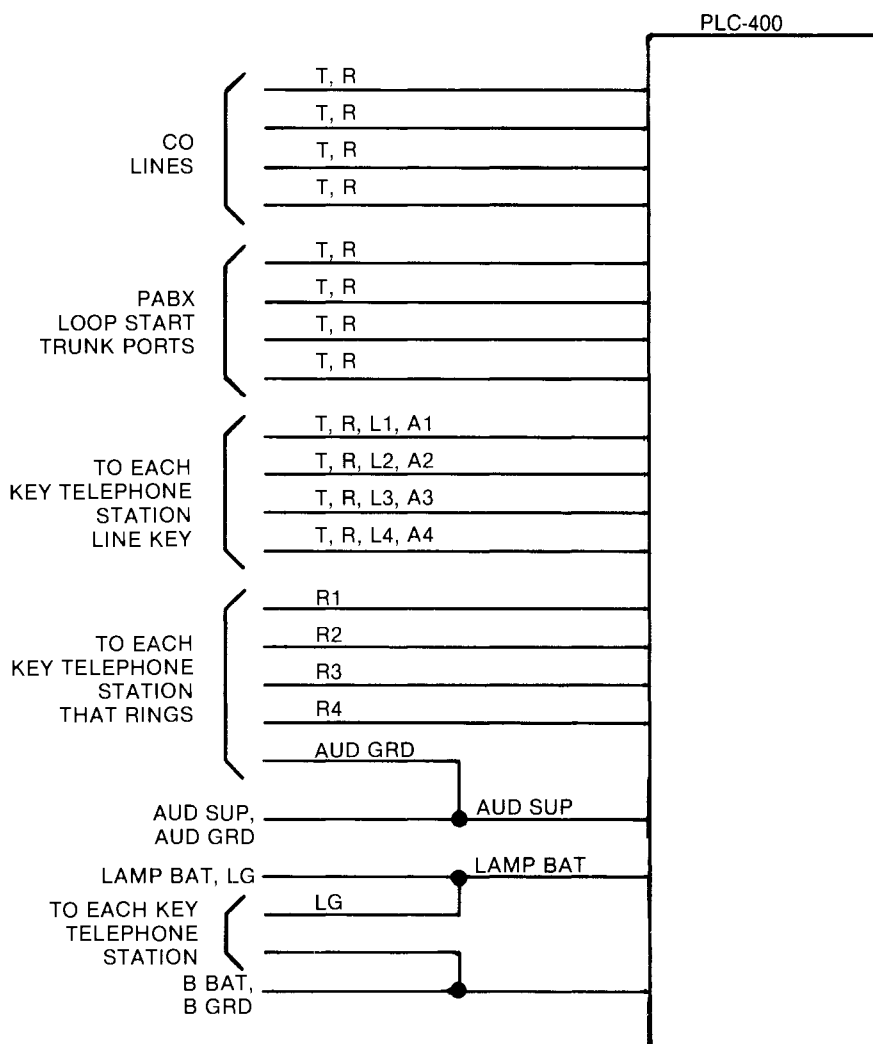 PLC-400
CO
LINES
T, R
T, R
T, R
T, R
PABX
LOOP START
TRUNK PORTS
T, R
T, R
T, R
T, R
TO EACH
KEY TELEPHONE
STATION
LINE KEY
T, R, L1, A1
T, R, L2, A2
T, R, L3, A3
T, R, L4, A4
TO EACH
KEY TELEPHONE
STATION
THAT RINGS
R1
R2
R3
R4
AUD GRD
AUD SUP,
AUD GRD
AUD SUP
LAMP BAT, LG
LAMP BAT
TO EACH KEY
TELEPHONE
STATION
LG
B BAT,
B GRD